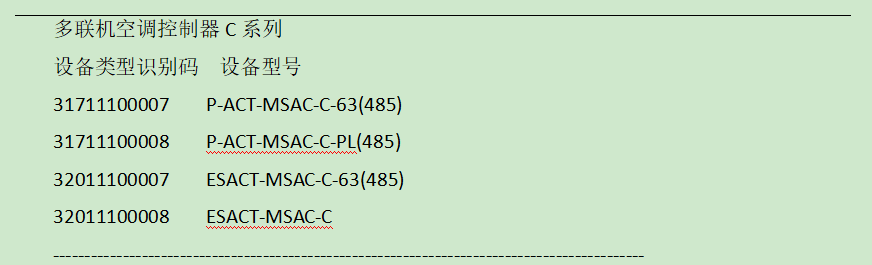 多联机空调控制器 C 系列
设备类型识别码 设备型号
31711100007 P-ACT-MSAC-C-63(485)
31711100008 P-ACT-MSAC-C-PL(485)
32011100007 ESACT-MSAC-C-63(485)
32011100008 ESACT-MSAC-C
-----------------------------------------------------------------------------------------------